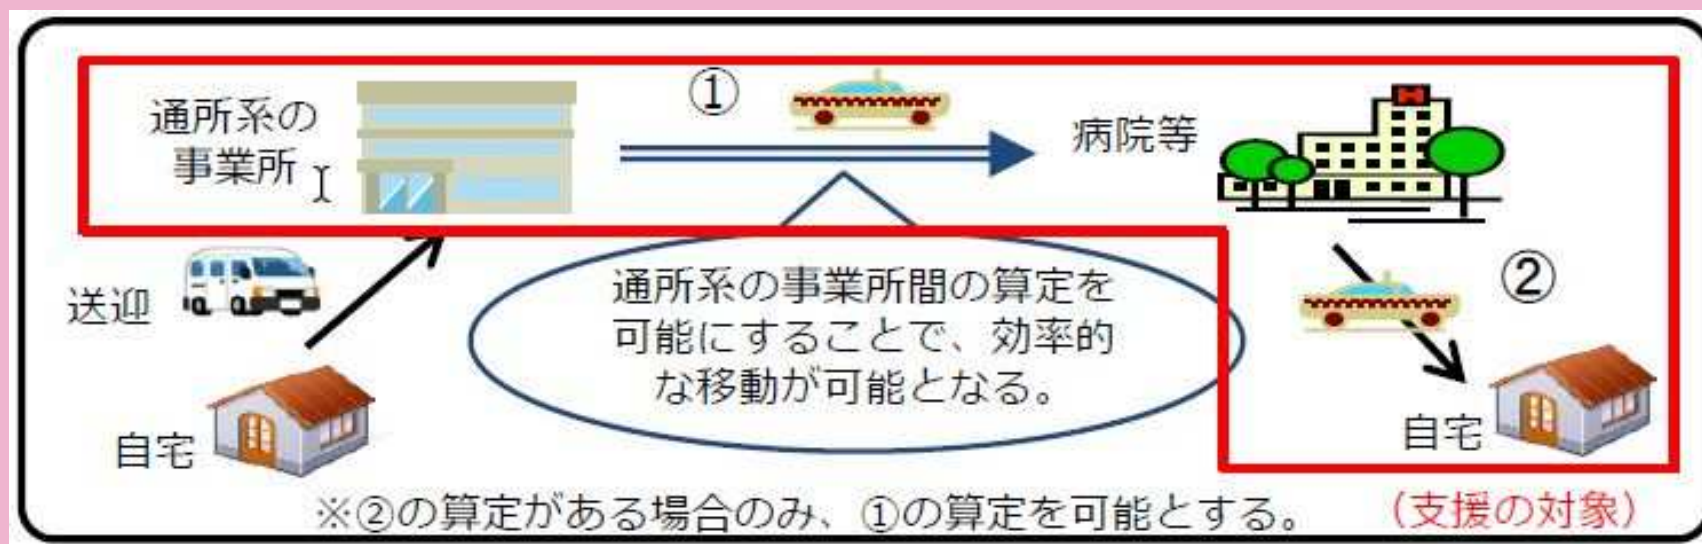 ①
通所系の
事業所
病院等
送迎
通所系の事業所間の算定を
可能にすることで、効率的
な移動が可能となる。
②
自宅
自宅
※②の算定がある場合のみ、①の算定を可能とする。
（支援の対象）
H